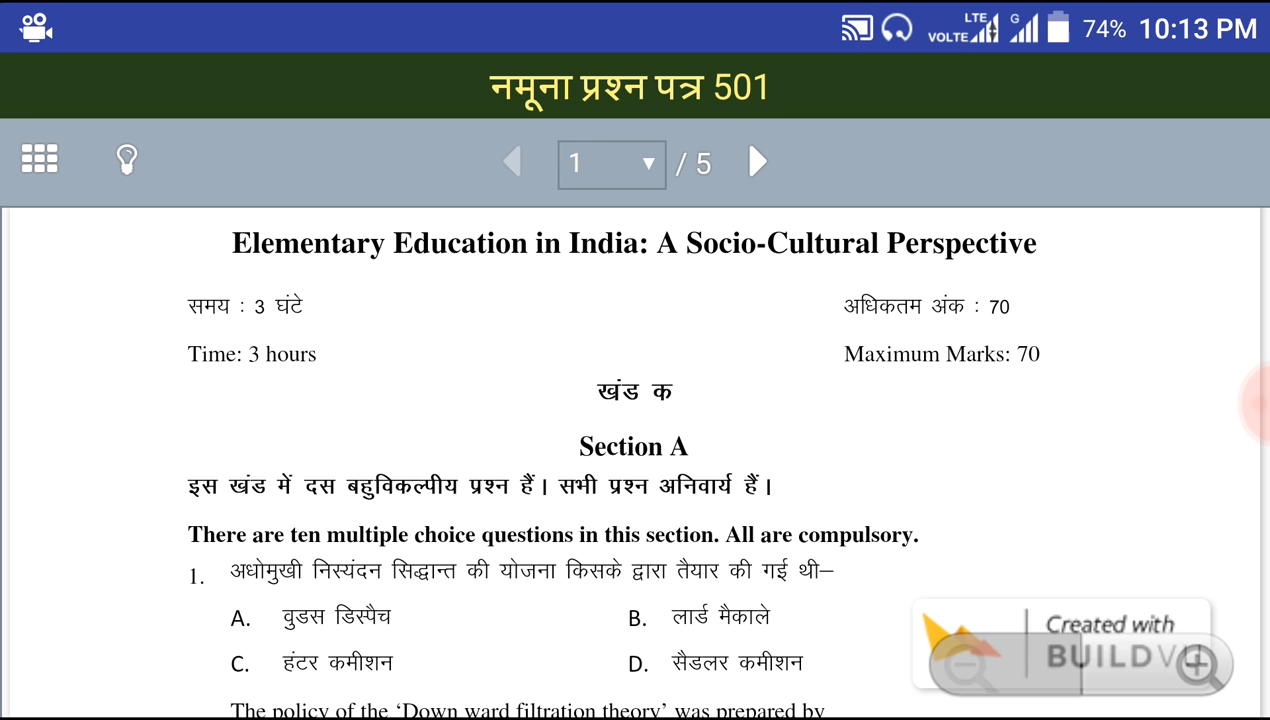 LTE
VOLTE G 74% 10:13 PM
नमूना प्रश्न पत्र 501
1 / 5
Elementary Education in India: A Socio-Cultural Perspective
समय : 3 घंटे अधिकतम अंक : 70
Time: 3 hours Maximum Marks: 70
खंड क
Section A
इस खंड में दस बहुविकल्पीय प्रश्न हैं। सभी प्रश्न अनिवार्य हैं।
There are ten multiple choice questions in this section. All are compulsory.
1. अधोमुखी निस्यंदन सिद्धान्त की योजना किसके द्वारा तैयार की गई थी–
A. वुडस डिस्पैच B. लार्ड मैकाले
C. हंटर कमीशन D. सैडलर कमीशन
Created with
BUILDVU
The policy of the ‘Down ward filtration theory’ was prepared by